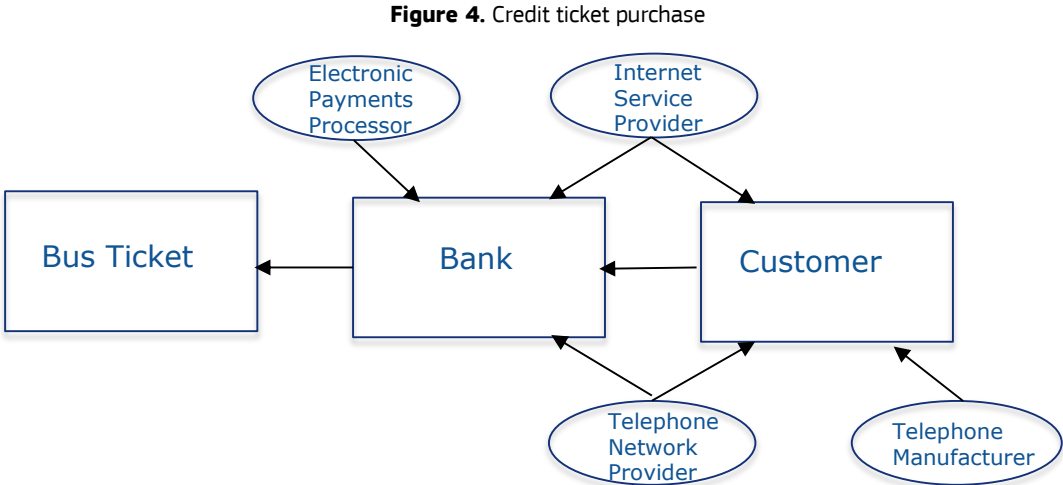 Figure 4. Credit ticket purchase
Electronic
Payments
Processor
Internet
Service
Provider
Bus Ticket
Bank
Customer
Telephone
Network
Provider
Telephone
Manufacturer